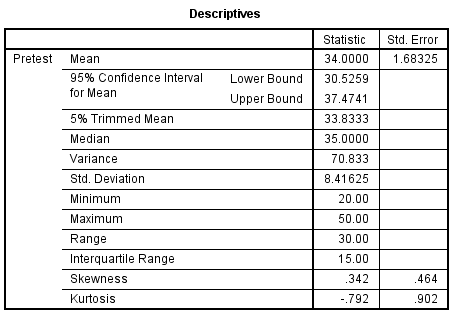 Descriptives
Statistic Std. Error
Pretest Mean 34.0000 1.68325
95% Confidence Interval Lower Bound 30.5259
for Mean Upper Bound 37.4741
5% Trimmed Mean 33.8333
Median 35.0000
Variance 70.833
Std. Deviation 8.41625
Minimum 20.00
Maximum 50.00
Range 30.00
Interquartile Range 15.00
Skewness .342 .464
Kurtosis -.792 .902